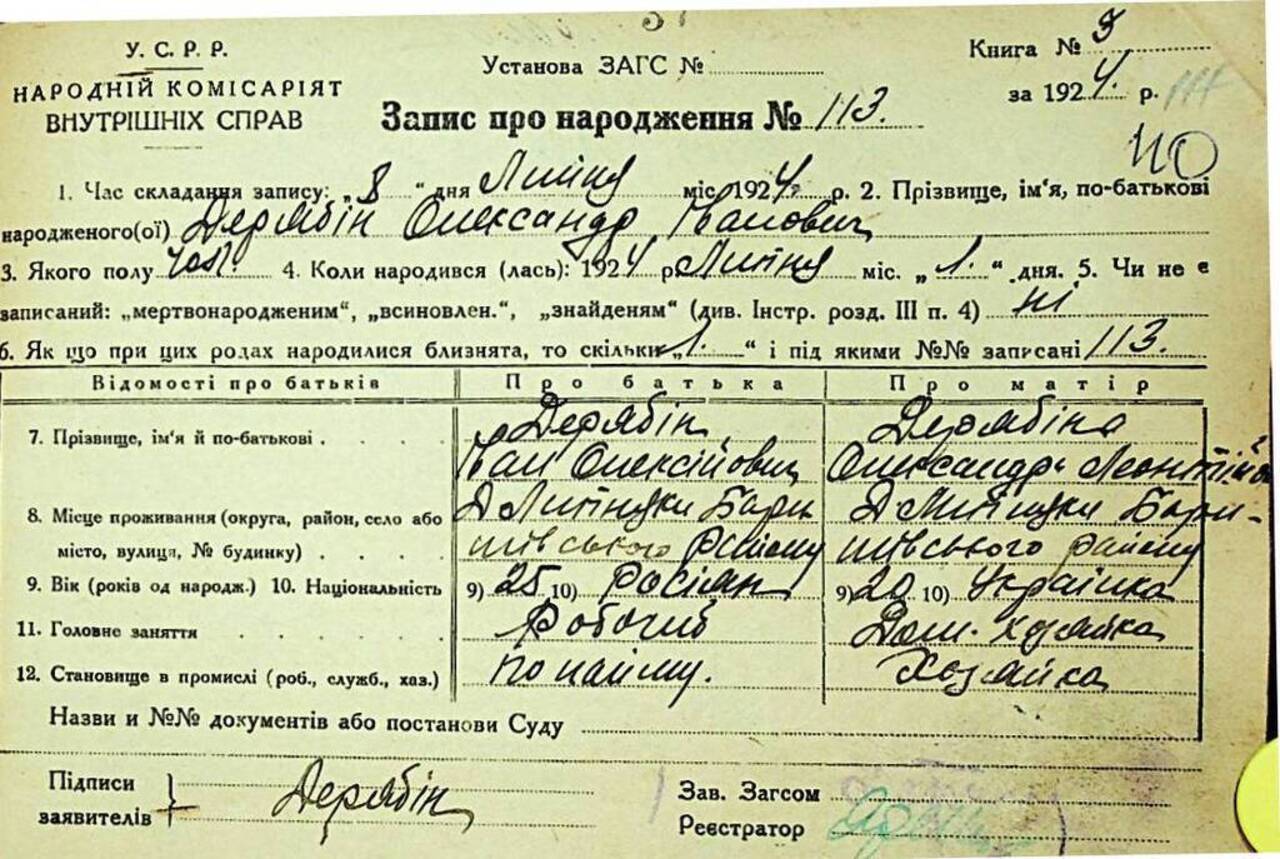 У. С. Р. Р.
НАРОДНІЙ КОМІСАРІЯТ
ВНУТРІШНІХ СПРАВ
Установа ЗАГС №
Книга № 3
за 1924 р.
Запис про народження № 113.
110
1. Час складання запису: „8“ дня Липня міс. 1924 р. 2. Прізвище, ім'я, по-батькові
народженого(ої) Дерябін Олександр Іванович
3. Якого полу чол. 4. Коли народився (лась): 1924 р. Липня міс. „1.“ дня. 5. Чи не є
записаний: „мертвонародженим“, „всиновлен.“, „знайденям“ (див. Інстр. розд. III п. 4) ні
6. Як що при цих родах народилися близнята, то скільки „1.“ і під якими №№ записані 113.
Відомості про батьків Про батька Про матір
7. Прізвище, ім'я й по-батькові Дерябін Дерябіна
Іван Олексійович Олександра
8. Місце проживання (округа, район, село або
місто, вулиця, № будинку) району району
9. Вік (років од народж.) 10. Національність 9) 25 10) Росіян 9) 20 10) Українка
11. Головне заняття Робочий Дом. хозяйка
12. Становище в промислі (роб., служб., хаз.) по найму. Хозяйка
Назви и №№ документів або постанови Суду
Підписи
заявителів Дерябін
Зав. Загсом
Реєстратор